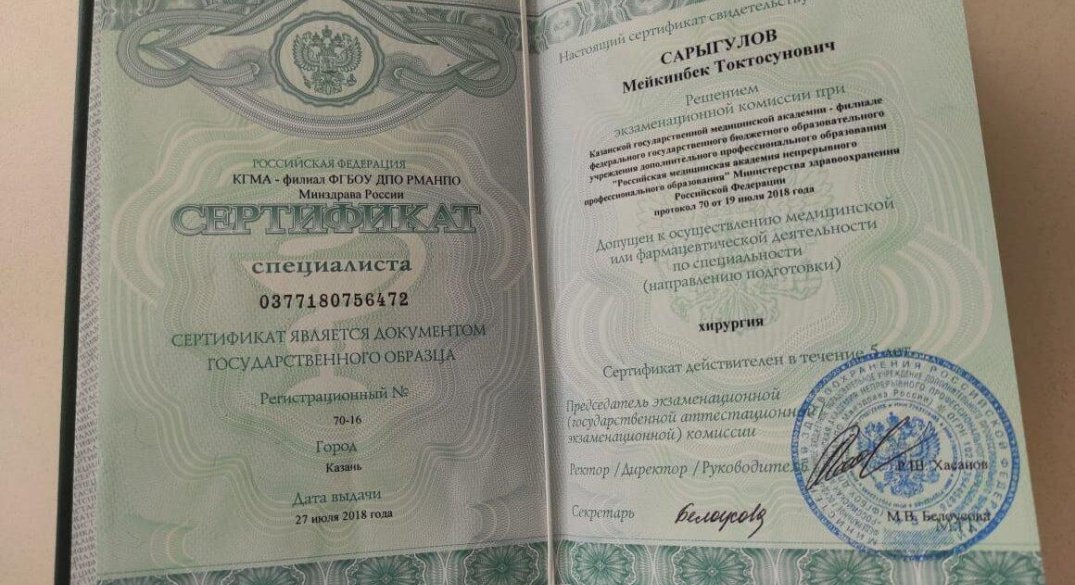 РОССИЙСКАЯ ФЕДЕРАЦИЯ
КГМА - филиал ФГБОУ ДПО РМАНПО
Минздрава России
СЕРТИФИКАТ
специалиста
0377180756472
СЕРТИФИКАТ ЯВЛЯЕТСЯ ДОКУМЕНТОМ
ГОСУДАРСТВЕННОГО ОБРАЗЦА
Регистрационный №
70-16
Город
Казань
Дата выдачи
27 июля 2018 года
Настоящий сертификат
САРЫГУЛОВ
Мейкинбек Токтосунович
Решением
экзаменационной комиссии при
Казанской государственной медицинской академии - филиале
федерального государственного бюджетного образовательного
учреждения дополнительного профессионального образования
"Российская медицинская академия непрерывного
профессионального образования" Министерства здравоохранения
Российской Федерации
протокол 70 от 19 июля 2018 года
Допущен к осуществлению медицинской
или фармацевтической деятельности
по специальности
(направлению подготовки)
хирургия
Сертификат действителен в течение 5 лет
Председатель экзаменационной
(государственной аттестационной /
экзаменационной) комиссии
Ректор /Директор /Руководитель
Р.Ш. Хасанов
Секретарь
Белоусова
М.В. Белоусова